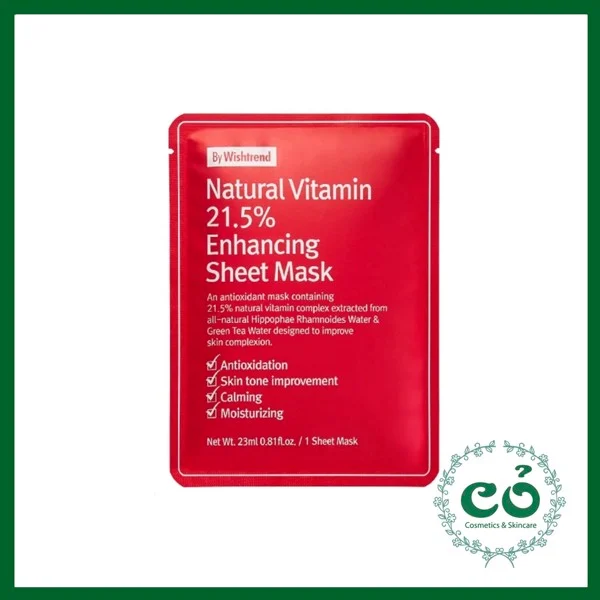 By Wishtrend
Natural Vitamin
21.5%
Enhancing
Sheet Mask
An antioxidant mask containing
21.5% natural vitamin complex extracted from
all-natural Hippophae Rhamnoides Water &
Green Tea Water designed to improve
skin complexion.
Antioxidation
Skin tone improvement
Calming
Moisturizing
Net Wt. 23ml 0.81fl.oz. / 1 Sheet Mask
CỎ
Cosmetics & Skincare